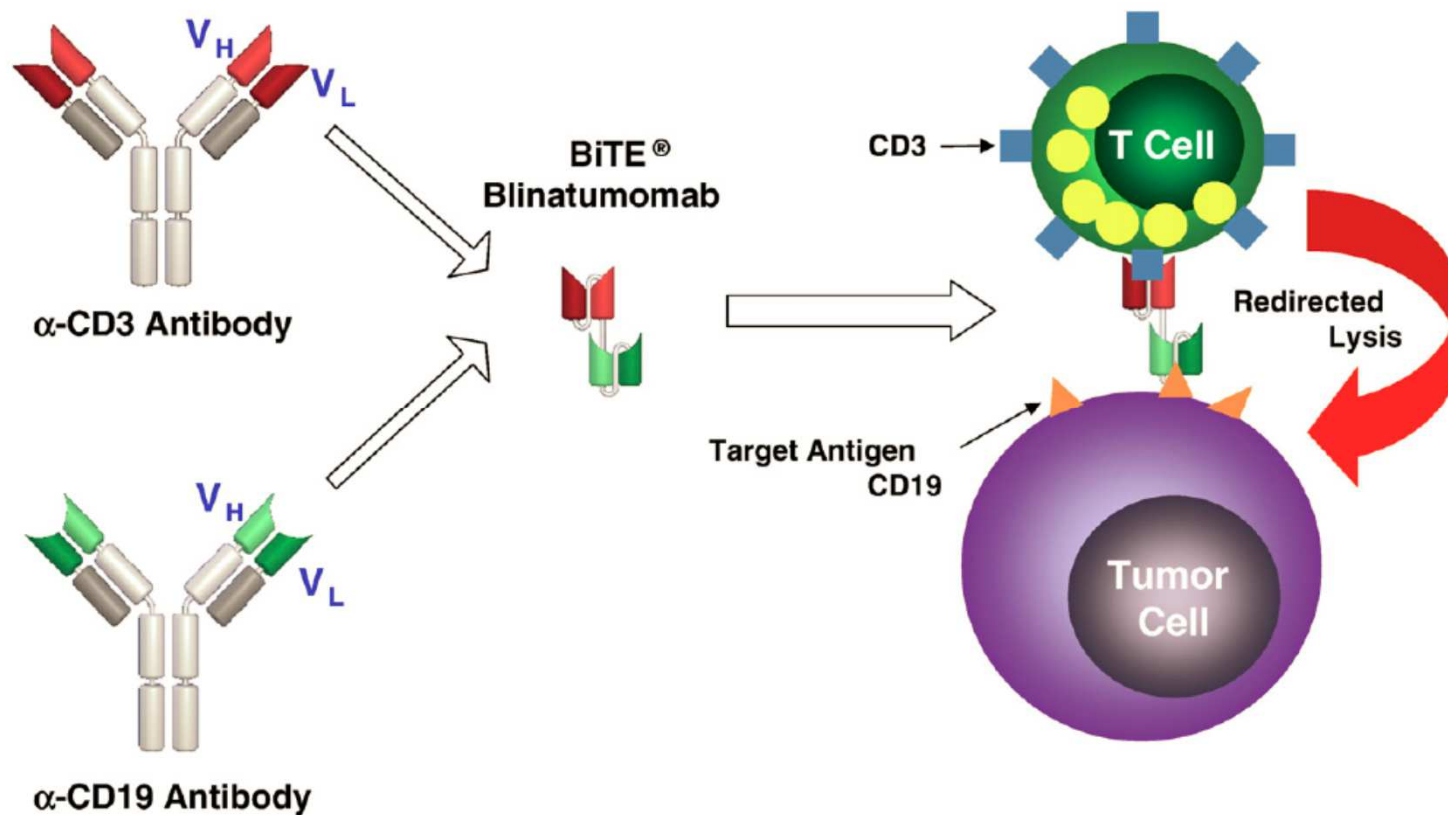 V H
V L
α-CD3 Antibody
BiTE®
Blinatumomab
CD3
T Cell
Redirected
Lysis
Target Antigen
CD19
Tumor
Cell
V H
V L
α-CD19 Antibody